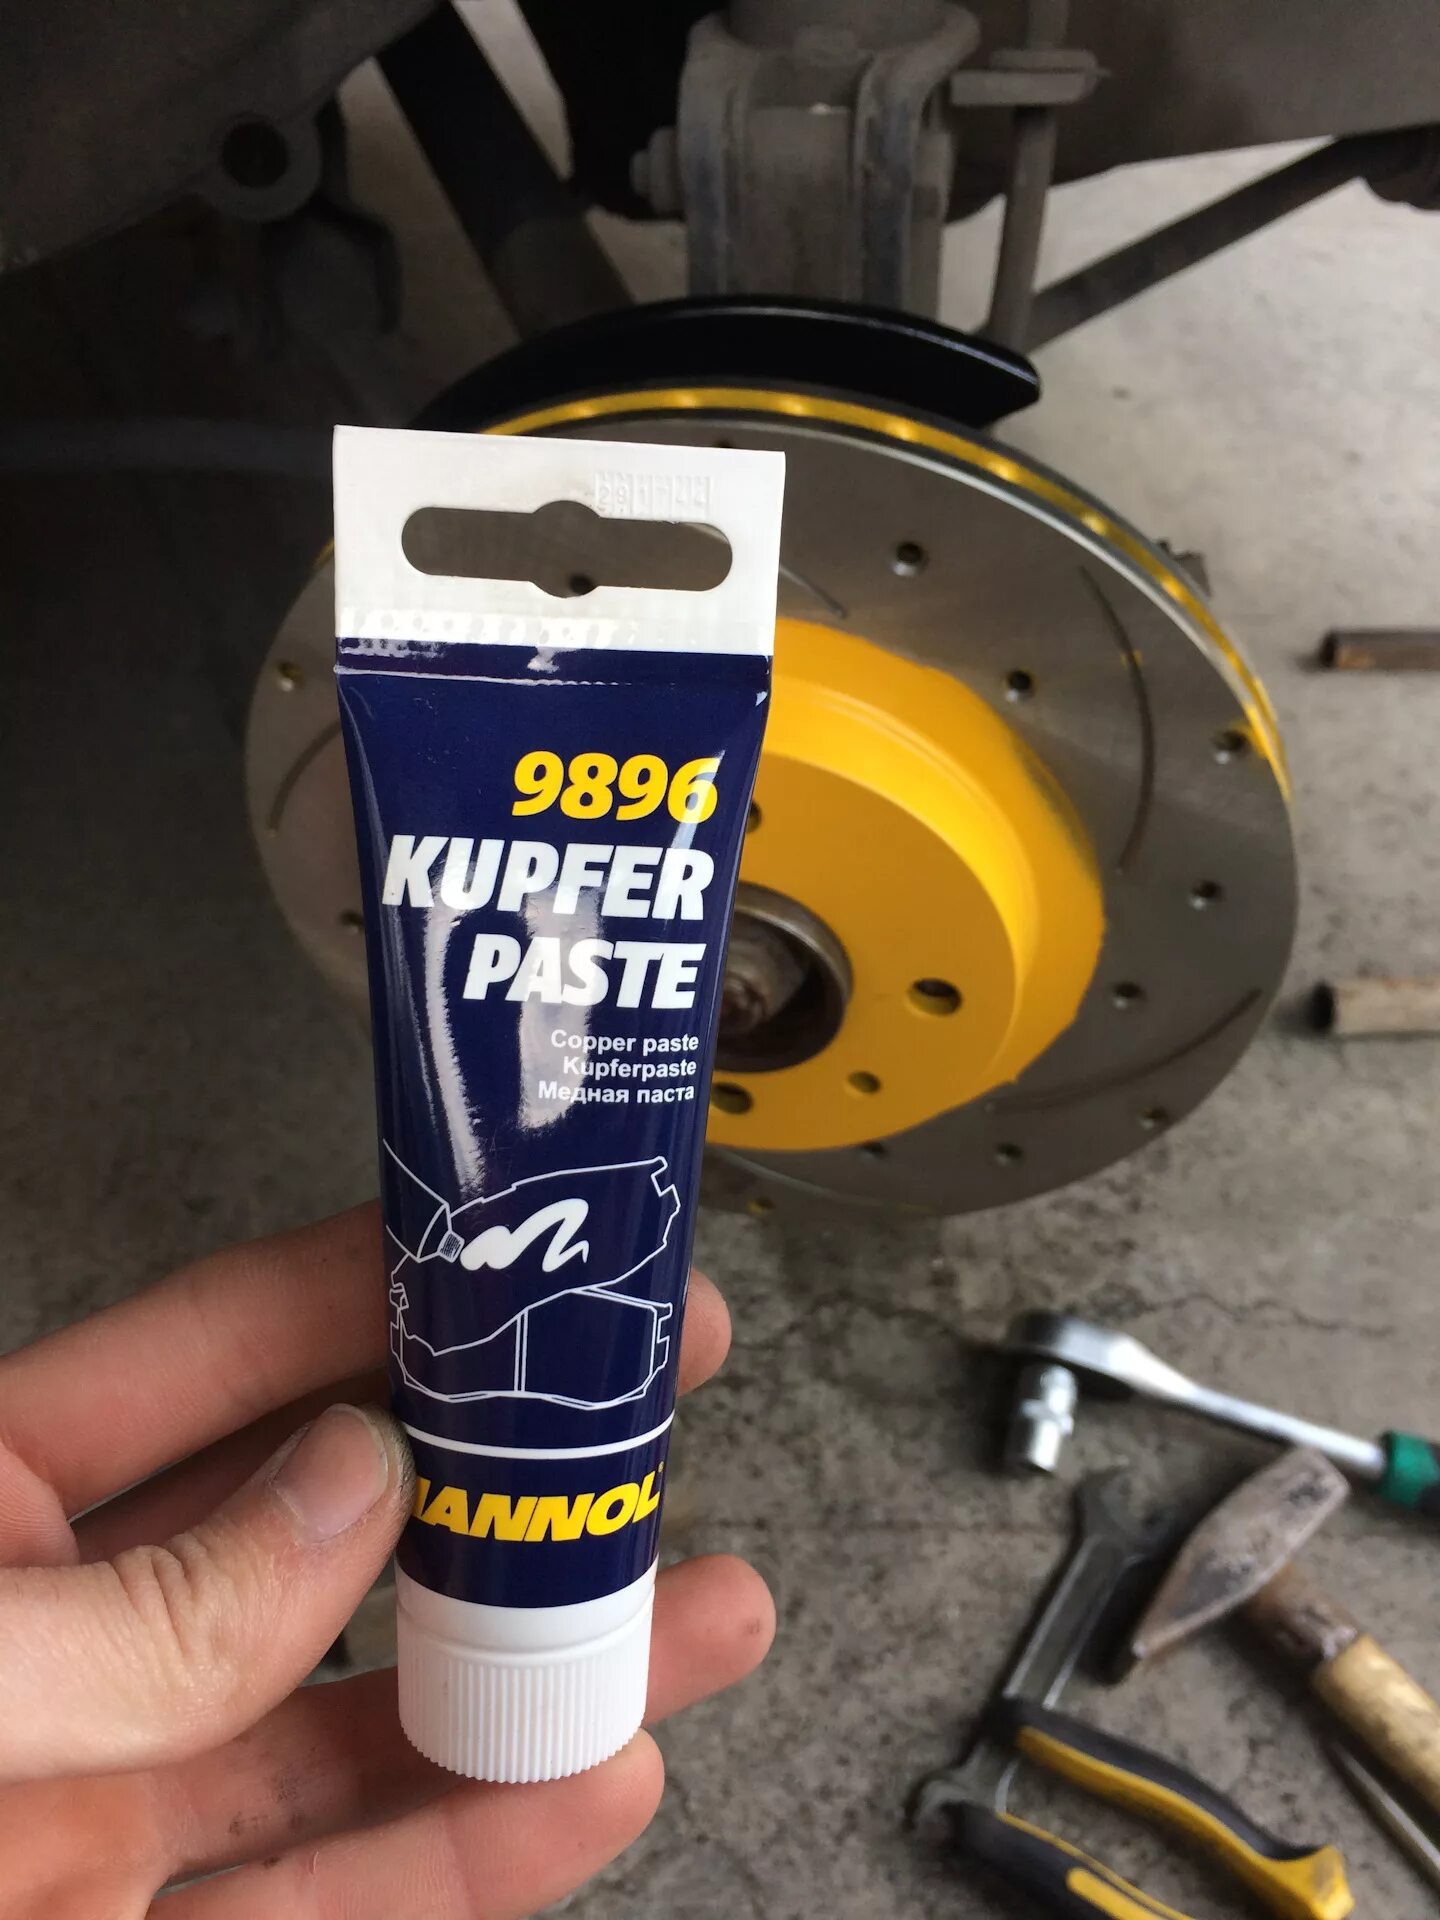 9896
KUPFER
PASTE
Copper paste
Kupferpaste
Медная паста
MANNOL®